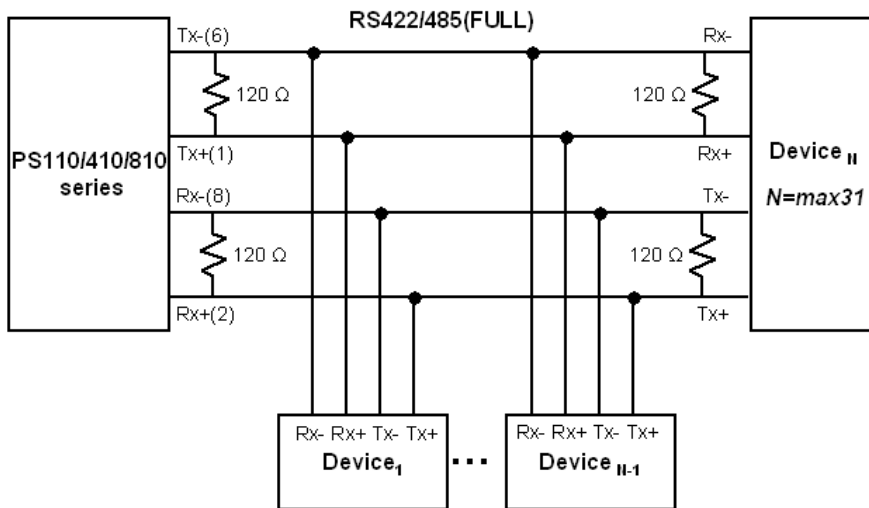 RS422/485(FULL)
Tx-(6)
Rx-
120 Ω
120 Ω
PS110/410/810
series
Tx+(1)
Rx+
Device N
N=max31
Rx-(8)
Tx-
120 Ω
120 Ω
Rx+(2)
Tx+
Rx- Rx+ Tx- Tx+
Device1
...
Rx- Rx+ Tx- Tx+
Device N-1